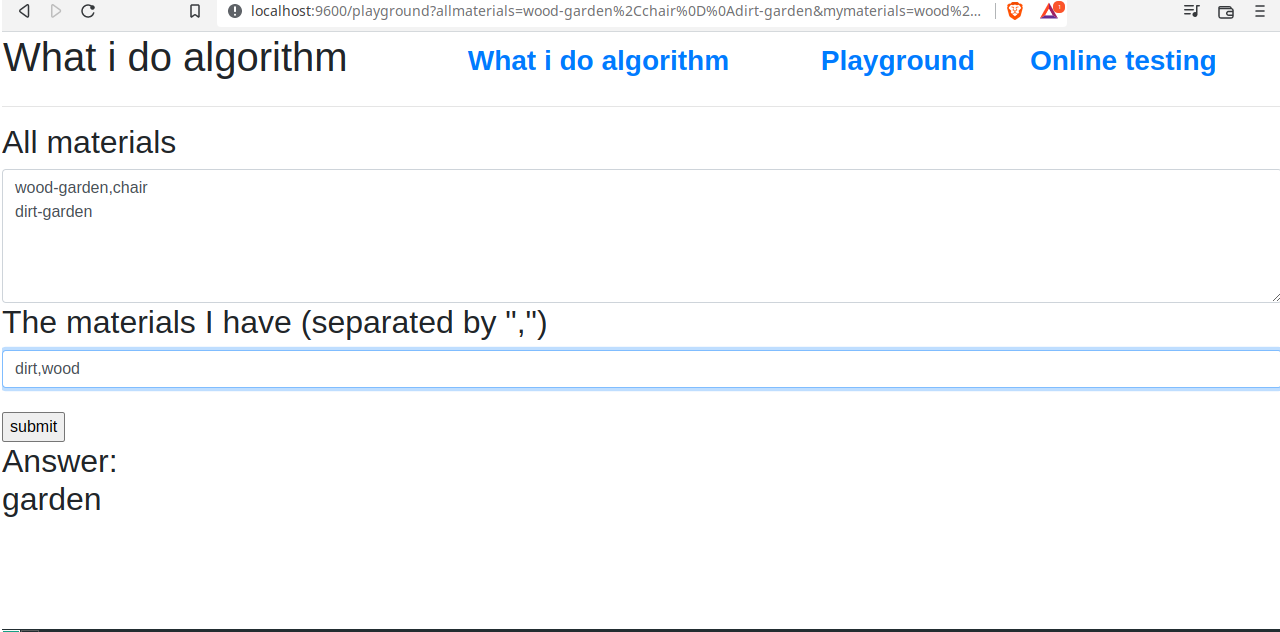 localhost:9600/playground?allmaterials=wood-garden%2Cchair%0D%0Adirt-garden&mymaterials=wood%2...
What i do algorithm
What i do algorithm
Playground
Online testing
All materials
wood-garden,chair
dirt-garden
The materials I have (separated by ",")
dirt,wood
submit
Answer:
garden